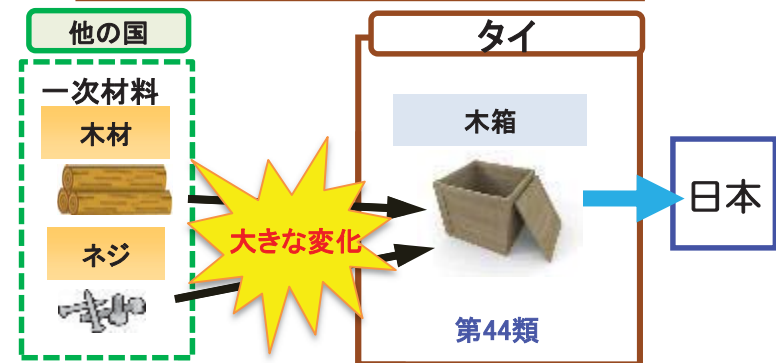 他の国
タイ
一次材料
木材
木箱
日本
大きな変化
ネジ
第44類